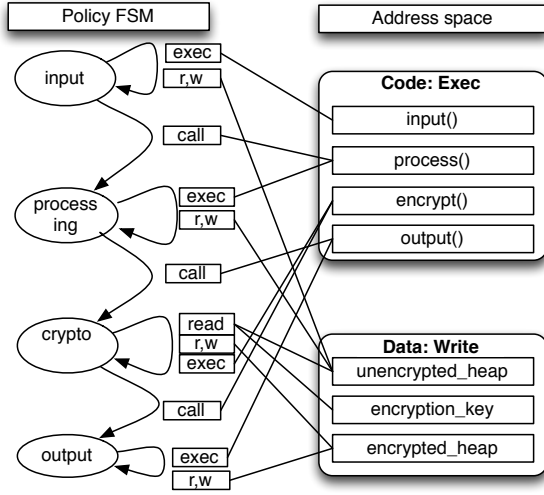 Policy FSM
Address space
input
exec
r,w
call
process
ing
exec
r,w
call
crypto
read
r,w
exec
call
output
exec
r,w
Code: Exec
input()
process()
encrypt()
output()
Data: Write
unencrypted_heap
encryption_key
encrypted_heap